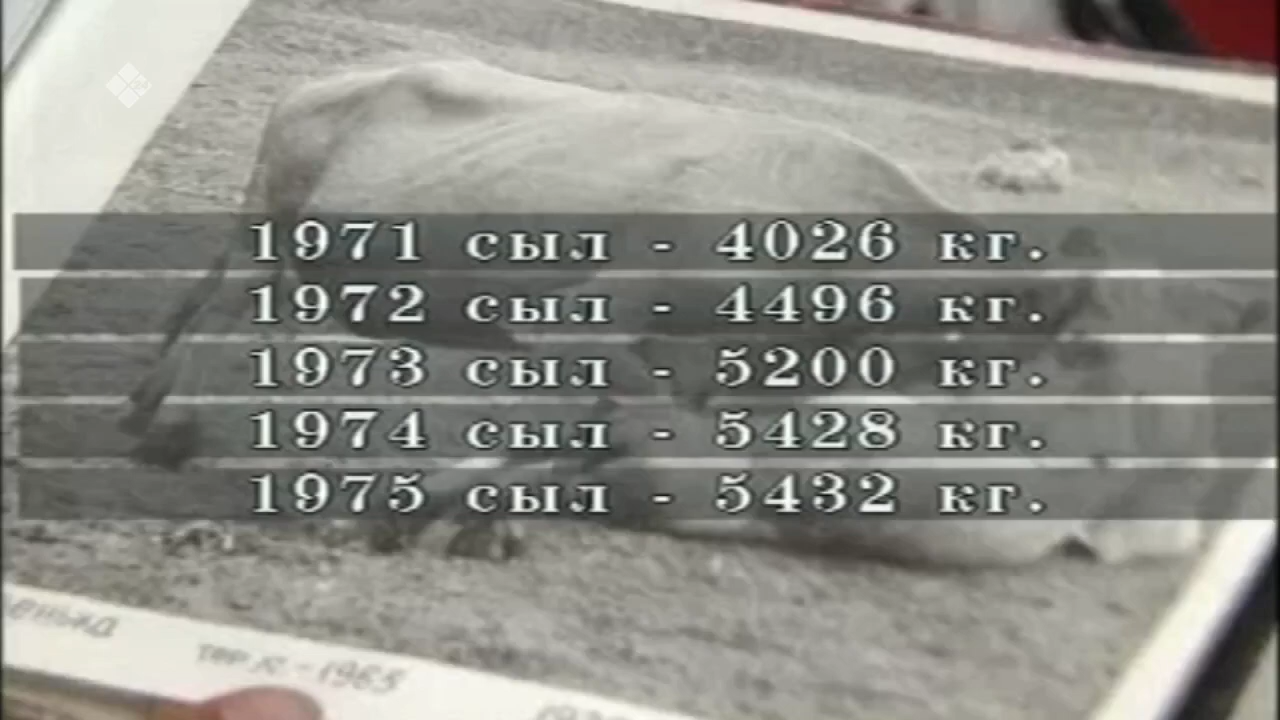 1971 сыл - 4026 кг.
1972 сыл - 4496 кг.
1973 сыл - 5200 кг.
1974 сыл - 5428 кг.
1975 сыл - 5432 кг.